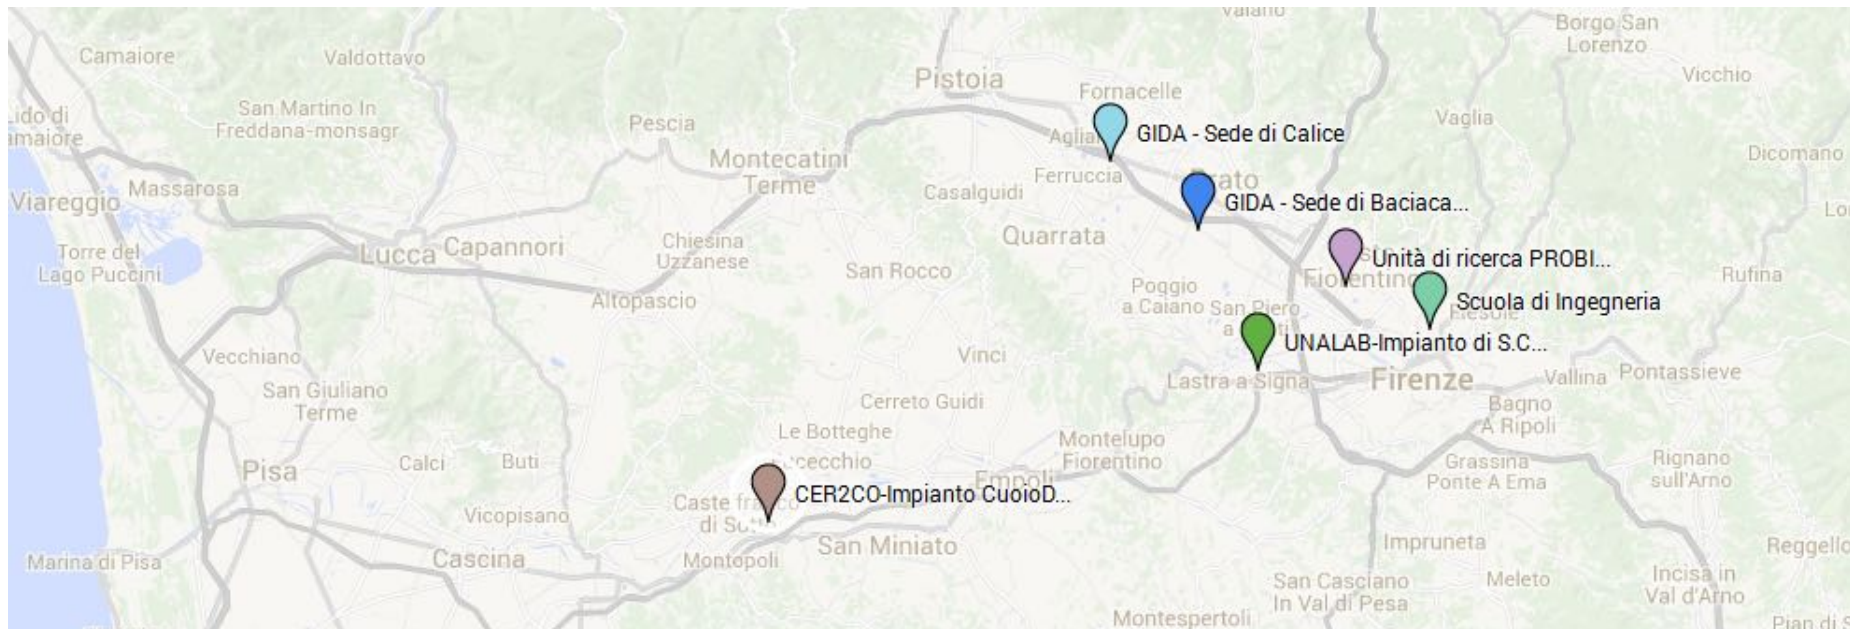 Vaiano
Borgo San
Lorenzo
Camaiore
Valdottavo
Pistoia
Vicchio
Fornacelle
San Martino In
Freddana-monsagr
Lido di
Pescia
Vaglia
GIDA - Sede di Calice
Montecatini
Terme
Dicomano
Ferruccia
Massarosa
Casalguidi
Viareggio
GIDA - Sede di Baciaca...
Quarrata
Chiesina
Uzzanese
Lucca
Capannori
Torre del
Lago Puccini
Unità di ricerca PROBI...
Fiorentino
San Rocco
Rufina
Poggio
a Caiano
San Piero
Altopascio
Scuola di Ingegneria
Fiesole
UNALAB-Impianto di S.C...
Vecchiano
Vinci
Lastra a Signa
Firenze
Vallina
Pontassieve
San Giuliano
Terme
Cerreto Guidi
Bagno
A Ripoli
Le Botteghe
Montelupo
Fiorentino
Pisa
Calci
Buti
Empoli
Grassina
Ponte A Ema
Rignano
sull'Arno
CER2CO-Impianto CuoioD...
di Sotto
Vicopisano
Cascina
Montopoli
San Miniato
Impruneta
Reggello
Marina di Pisa
San Casciano
In Val di Pesa
Meleto
Incisa in
Val d'Arno
Montespertoli